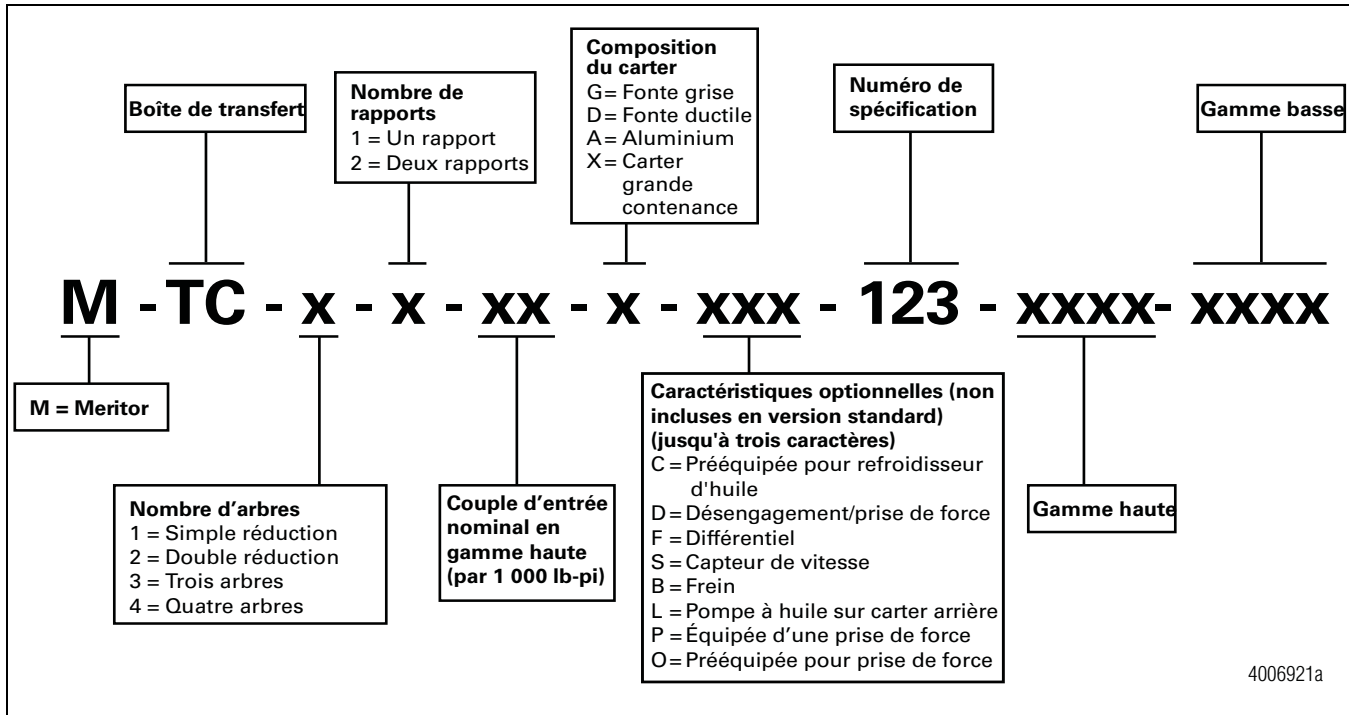 Boîte de transfert
Nombre de
rapports
1 = Un rapport
2 = Deux rapports
Composition
du carter
G= Fonte grise
D= Fonte ductile
A= Aluminium
X= Carter
grande
contenance
Numéro de
spécification
Gamme basse
M - TC - x - x - xx - x - xxx - 123 - xxxx- xxxx
M = Meritor
Nombre d’arbres
1 = Simple réduction
2 = Double réduction
3 = Trois arbres
4 = Quatre arbres
Couple d’entrée
nominal en
gamme haute
(par 1 000 lb-pi)
Caractéristiques optionnelles (non
incluses en version standard)
(jusqu'à trois caractères)
C = Prééquipée pour refroidisseur
d'huile
D= Désengagement/prise de force
F = Différentiel
S = Capteur de vitesse
B = Frein
L = Pompe à huile sur carter arrière
P = Équipée d’une prise de force
O= Prééquipée pour prise de force
Gamme haute
4006921a